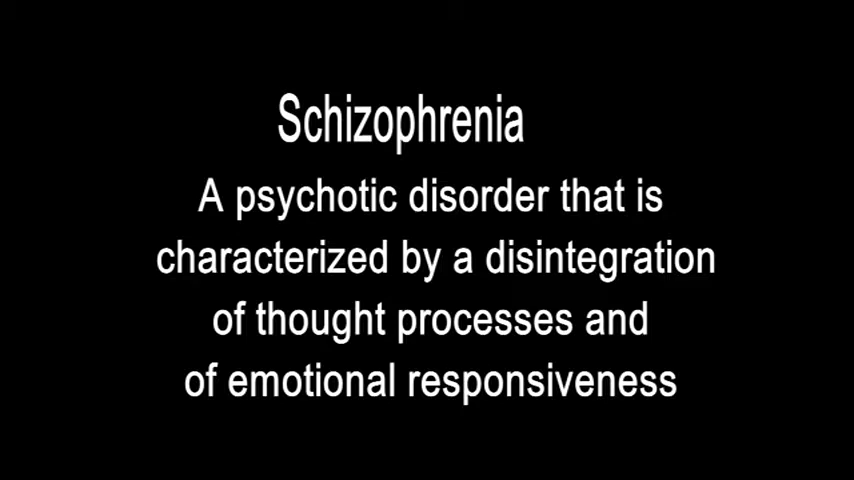 Schizophrenia
A psychotic disorder that is
characterized by a disintegration
of thought processes and
of emotional responsiveness